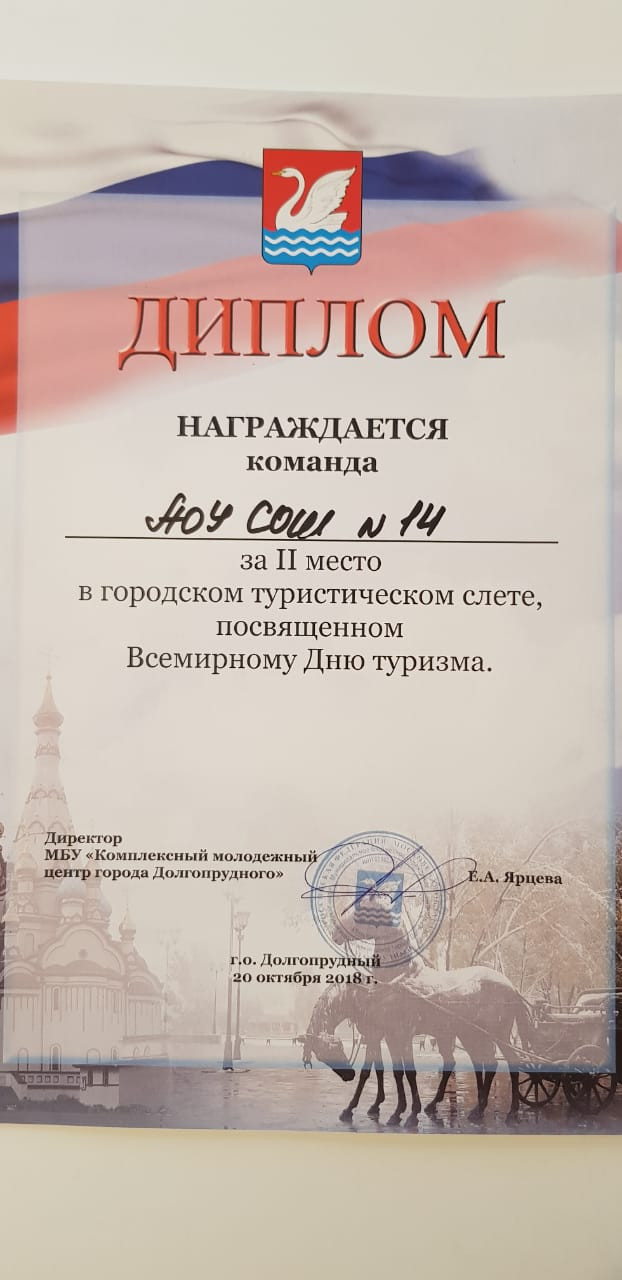 ДИПЛОМ
НАГРАЖДАЕТСЯ
команда
АОУ СОШ N 14
за II место
в городском туристическом слете,
посвященном
Всемирному Дню туризма.
Директор
МБУ «Комплексный молодежный
центр города Долгопрудного»
Е.А. Ярцева
г.о. Долгопрудный
20 октября 2018 г.